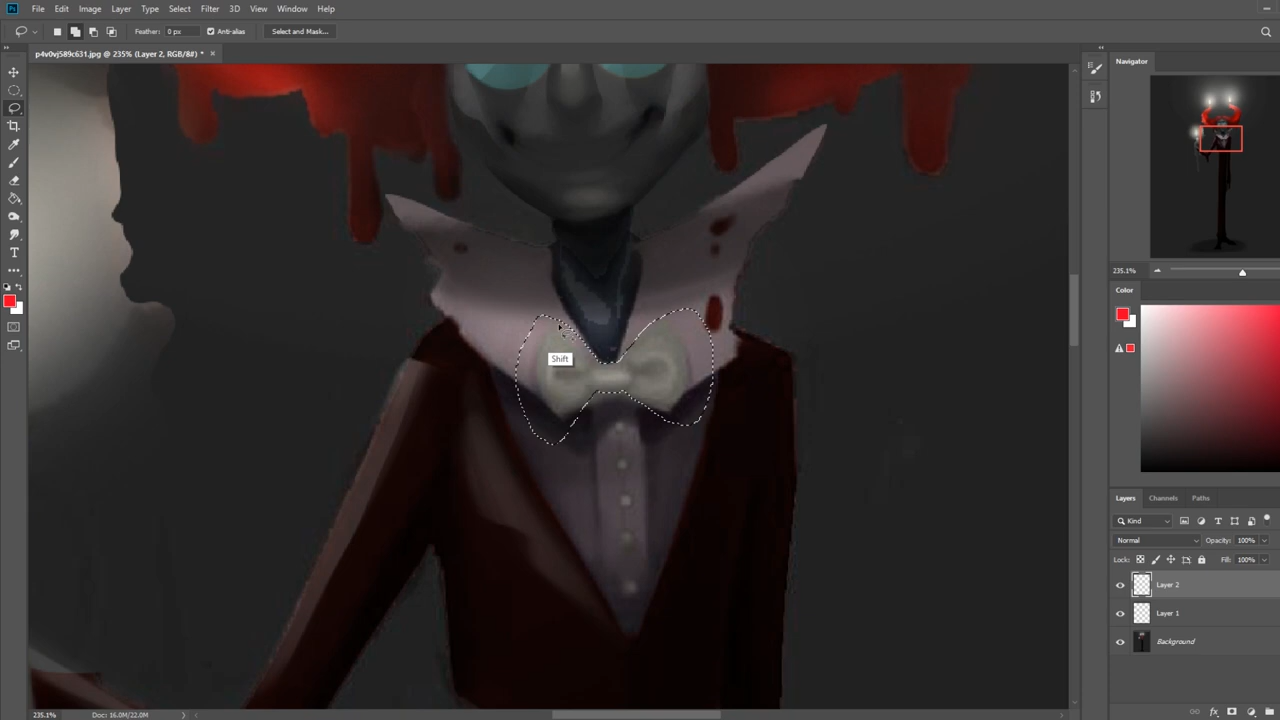 Ps File Edit Image Layer Type Select Filter 3D View Window Help
Feather: 0 px Anti-alias Select and Mask...
p4v0vj589c631.jpg @ 235% (Layer 2, RGB/8#) * ×
Navigator
235.1%
Color
Shift
Layers Channels Paths
Kind
Normal Opacity: 100%
Lock: Fill: 100%
Layer 2
Layer 1
Background
235.1% Doc: 16.0M/22.0M
fx